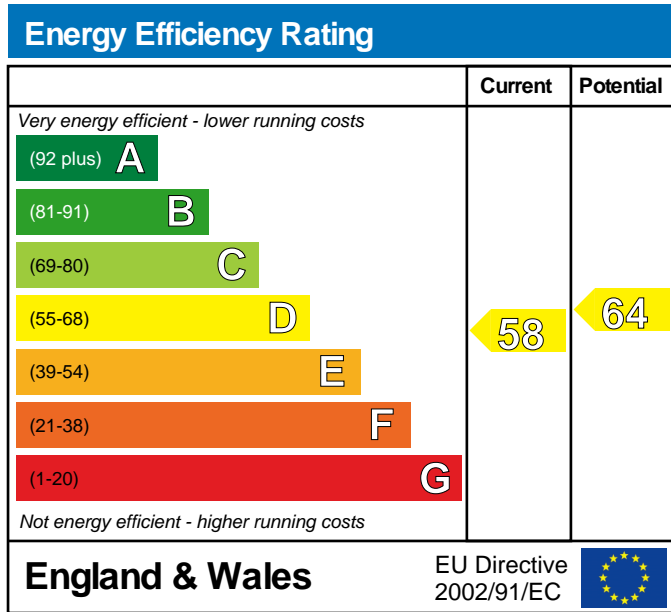 Energy Efficiency Rating
Current Potential
Very energy efficient - lower running costs
(92 plus) A
(81-91) B
(69-80) C
(55-68) D
58 64
(39-54) E
(21-38) F
(1-20) G
Not energy efficient - higher running costs
England & Wales
EU Directive
2002/91/EC